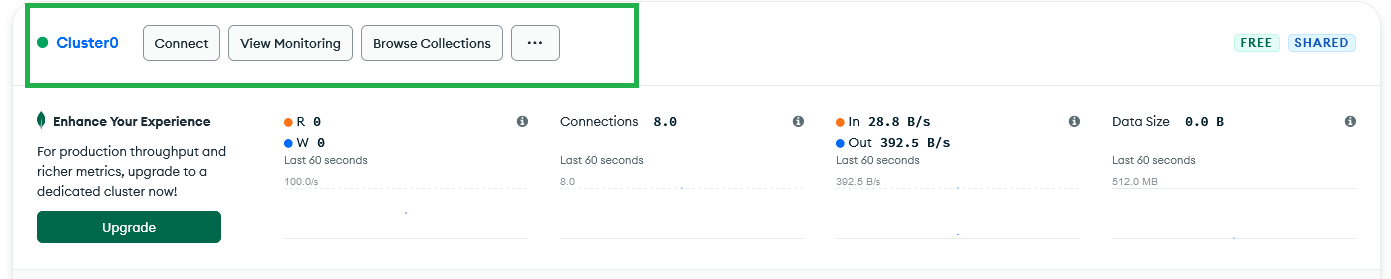 Cluster0 Connect View Monitoring Browse Collections ... FREE SHARED
Enhance Your Experience
For production throughput and
richer metrics, upgrade to a
dedicated cluster now!
Upgrade
R 0
W 0
Last 60 seconds
100.0/s
Connections 8.0
Last 60 seconds
8.0
In 28.8 B/s
Out 392.5 B/s
Last 60 seconds
392.5 B/s
Data Size 0.0 B
Last 60 seconds
512.0 MB